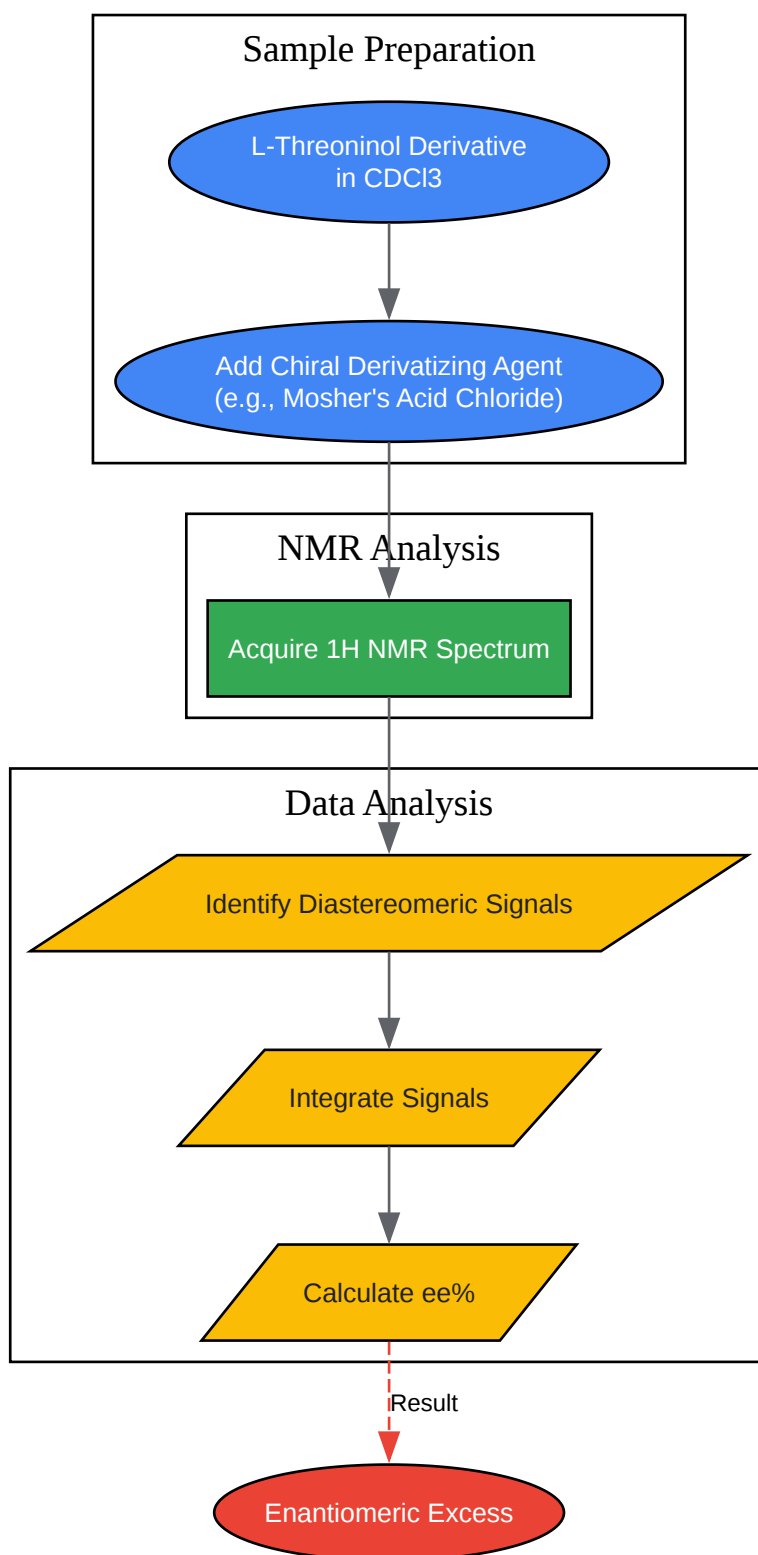 Sample Preparation
L-Threoninol Derivative
in CDCl3
Add Chiral Derivatizing Agent
(e.g., Mosher's Acid Chloride)
NMR Analysis
Acquire 1H NMR Spectrum
Data Analysis
Identify Diastereomeric Signals
Integrate Signals
Calculate ee%
Result
Enantiomeric Excess